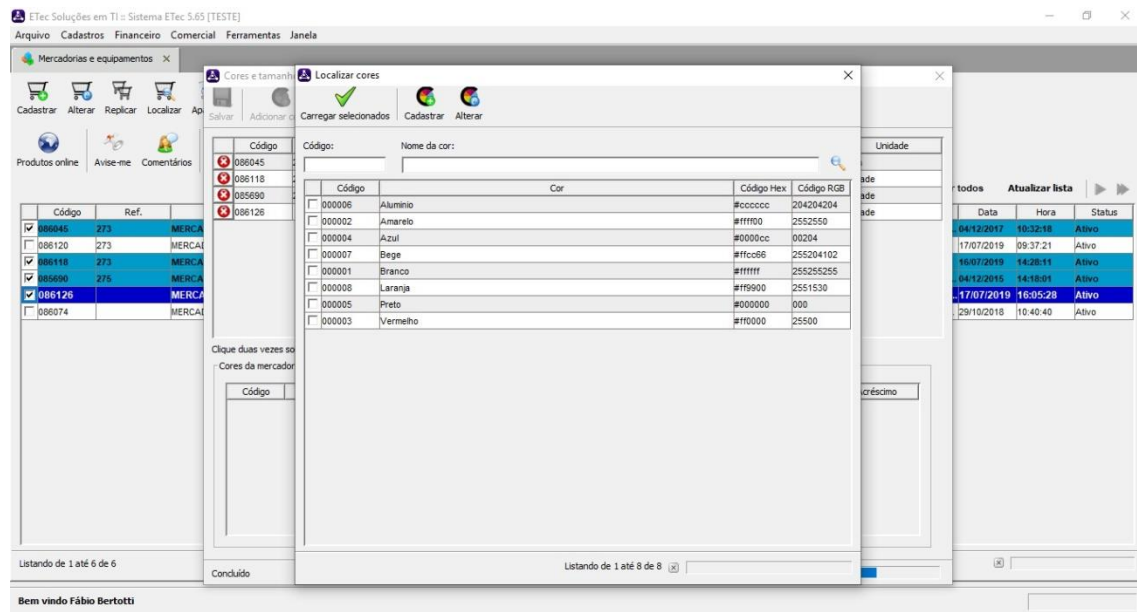 ETec Soluções em TI :: Sistema ETec 5.65 [TESTE]
Arquivo Cadastros Financeiro Comercial Ferramentas Janela
Mercadorias e equipamentos
Cadastrar Alterar Replicar Localizar
Produtos online Avise-me Comentários
Código Ref.
086045 273 MERCA
086120 273 MERCAI
086118 273 MERCA
085690 275 MERCA
086126 MERCA
086074 MERCAI
Listando de 1 até 6 de 6
Bem vindo Fábio Bertotti
Cores e tamanh
Salvar Adicionar
Código Unidade
086045
086118 ade
085690 ade
086126 ade
Clique duas vezes so
Cores da mercador
Código créscimo
Concluído
Localizar cores
Carregar selecionados Cadastrar Alterar
Código: Nome da cor:
Código Cor Código Hex Código RGB
000006 Aluminio #cccccc 204204204
000002 Amarelo #ffff00 2552550
000004 Azul #0000cc 00204
000007 Bege #ffcc66 255204102
000001 Branco #ffffff 255255255
000008 Laranja #ff9900 2551530
000005 Preto #000000 000
000003 Vermelho #ff0000 25500
Listando de 1 até 8 de 8
todos Atualizar lista
Data Hora Status
04/12/2017 10:32:18 Ativo
17/07/2019 09:37:21 Ativo
16/07/2019 14:28:11 Ativo
04/12/2015 14:18:01 Ativo
17/07/2019 16:05:28 Ativo
29/10/2018 10:40:40 Ativo